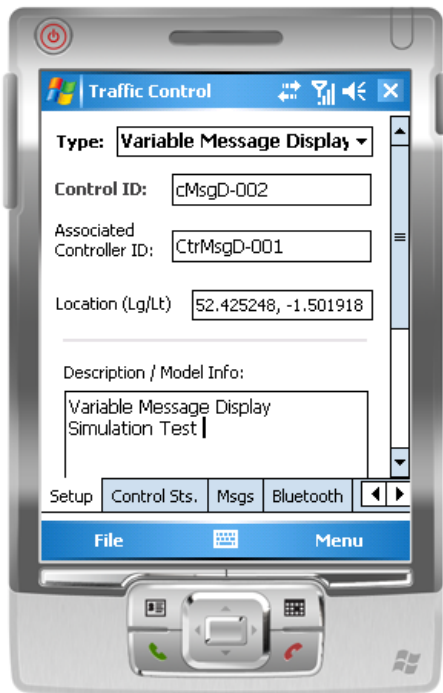 Traffic Control
Type: Variable Message Display
Control ID: cMsgD-002
Associated
Controller ID: CtrMsgD-001
Location (Lg/Lt) 52.425248, -1.501918
Description / Model Info:
Variable Message Display
Simulation Test
Setup Control Sts. Msgs Bluetooth
File Menu